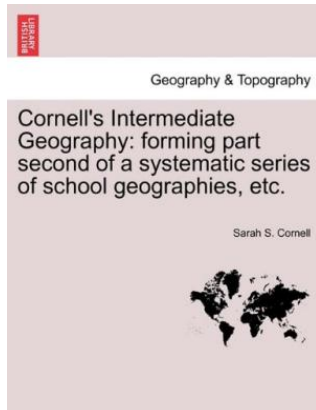 BRITISH
LIBRARY
Geography & Topography
Cornell's Intermediate
Geography: forming part
second of a systematic series
of school geographies, etc.
Sarah S. Cornell